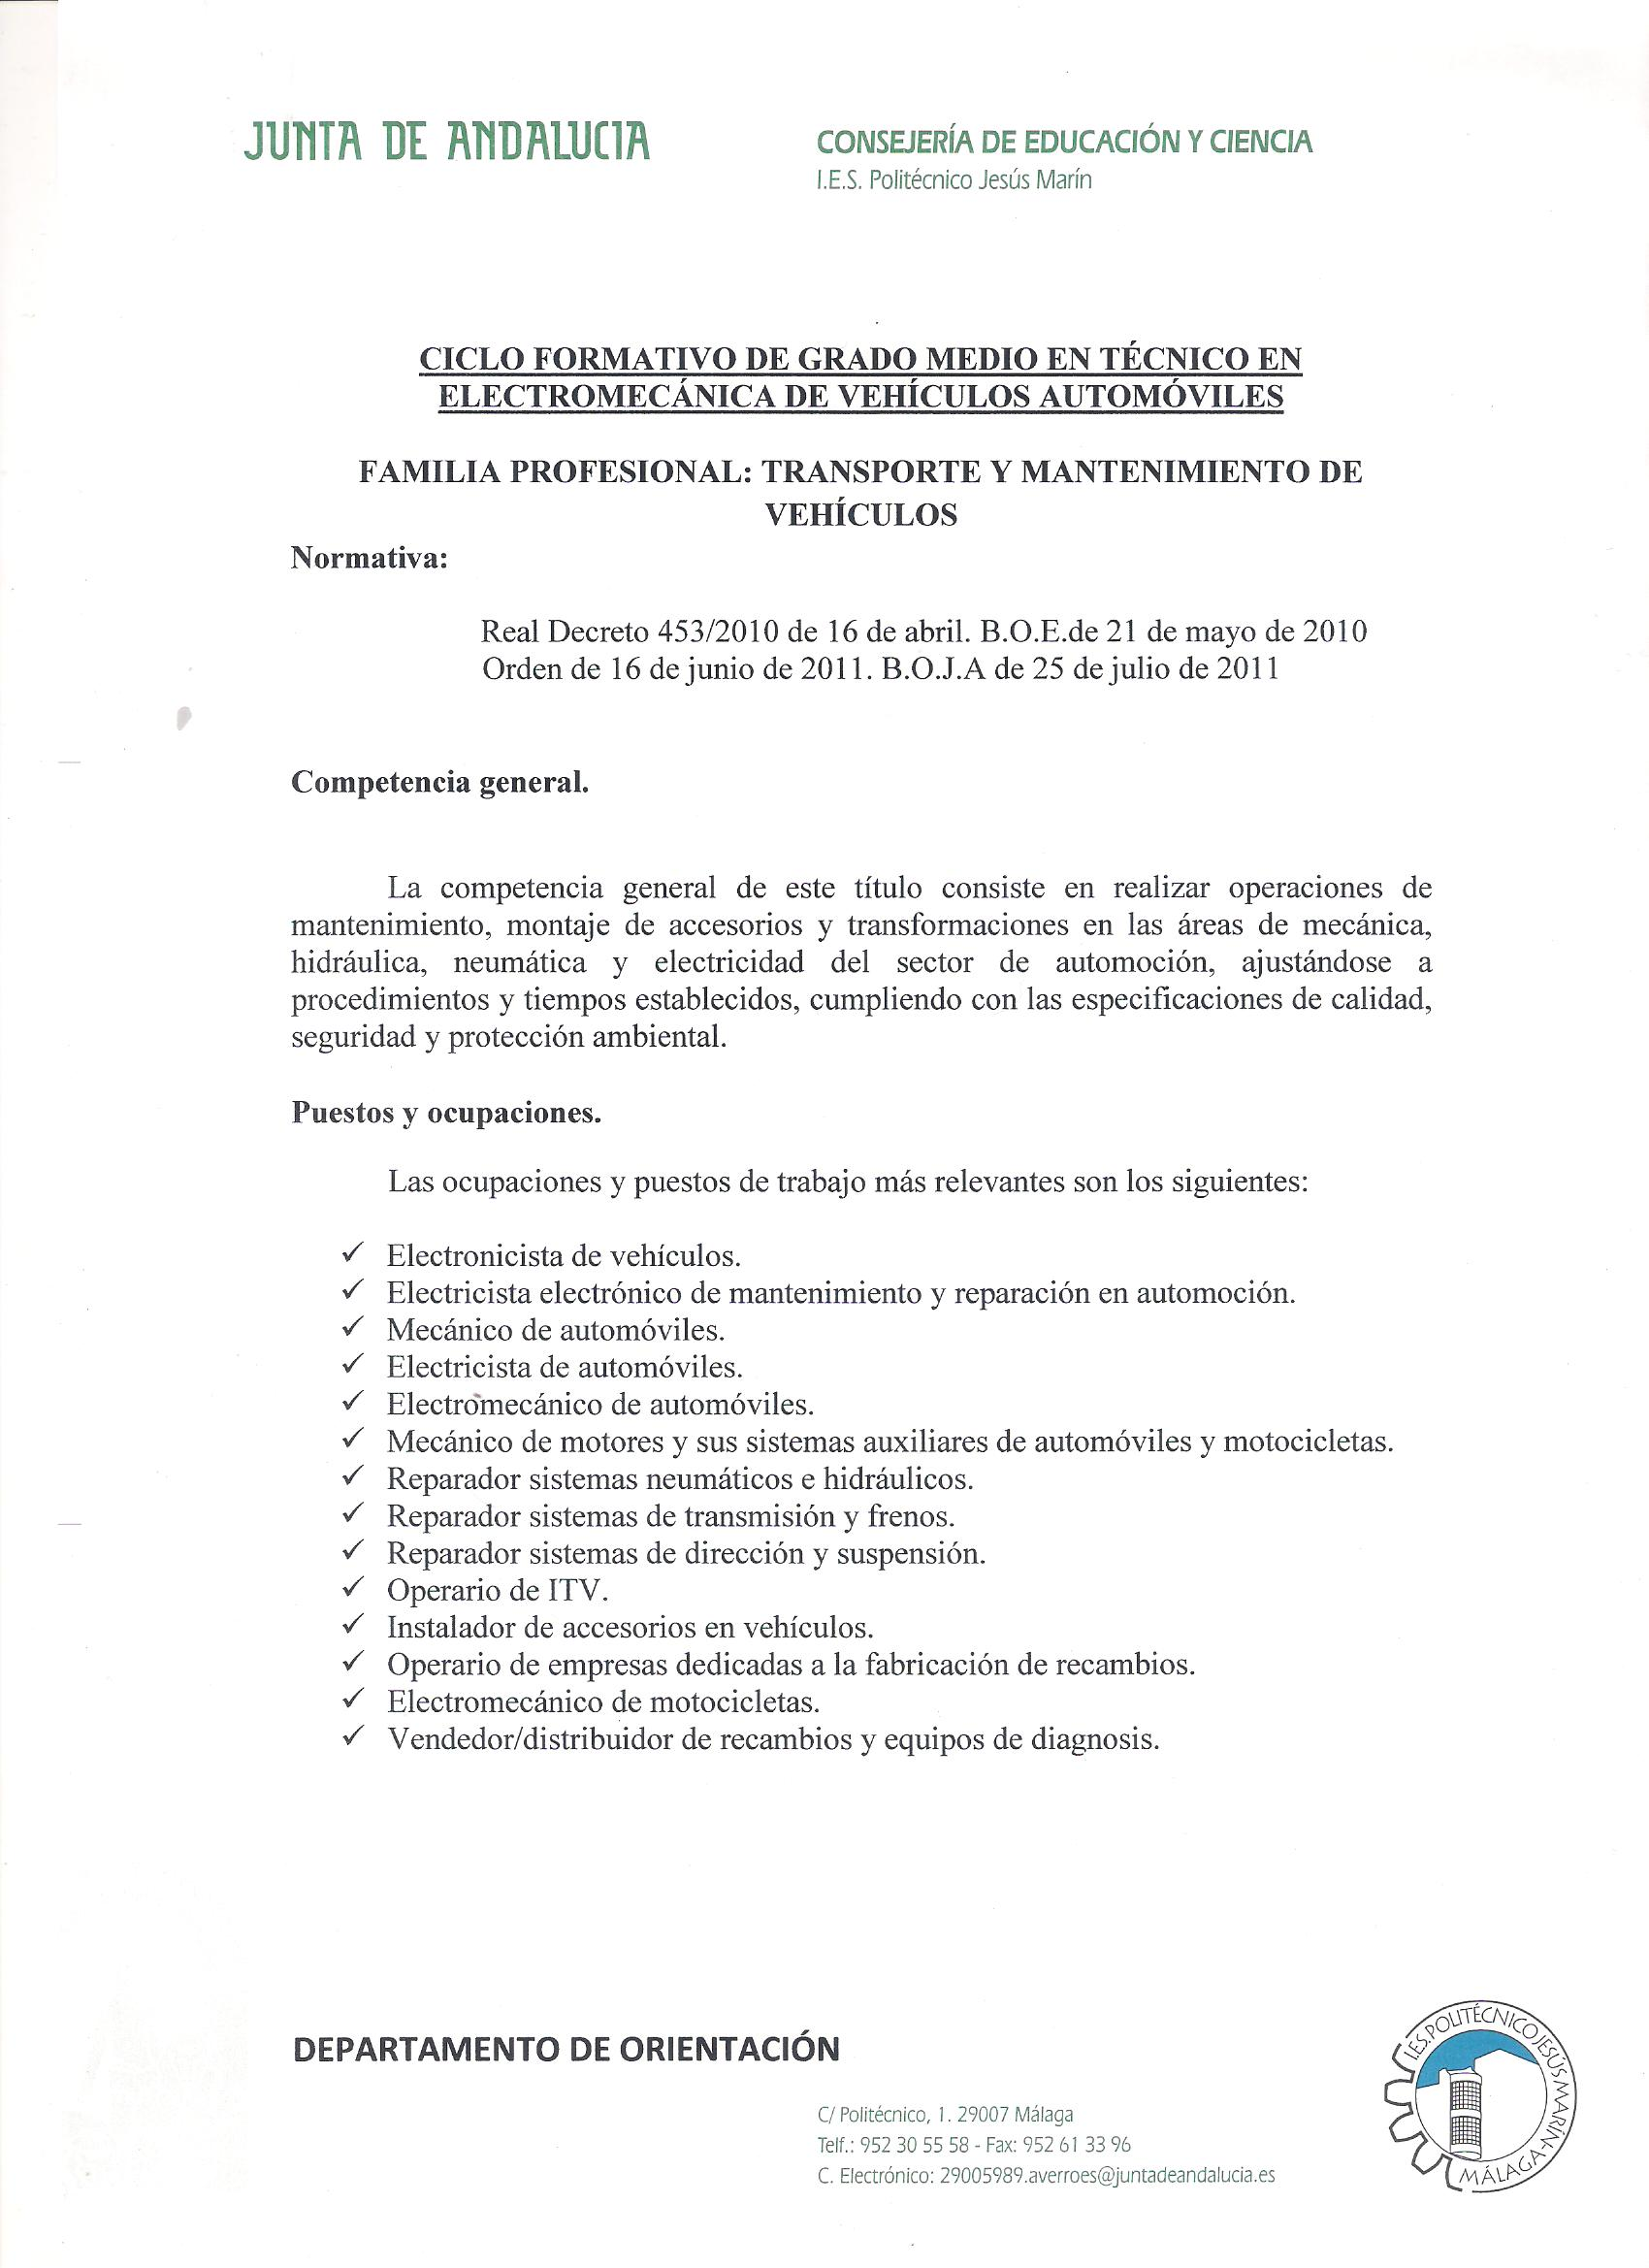 JUNTA DE ANDALUCIA
CONSEJERÍA DE EDUCACIÓN Y CIENCIA
I.E.S. Politécnico Jesús Marín
CICLO FORMATIVO DE GRADO MEDIO EN TÉCNICO EN
ELECTROMECÁNICA DE VEHÍCULOS AUTOMÓVILES
FAMILIA PROFESIONAL: TRANSPORTE Y MANTENIMIENTO DE
VEHÍCULOS
Normativa:
Real Decreto 453/2010 de 16 de abril. B.O.E.de 21 de mayo de 2010
Orden de 16 de junio de 2011. B.O.J.A de 25 de julio de 2011
Competencia general.
La competencia general de este título consiste en realizar operaciones de
mantenimiento, montaje de accesorios y transformaciones en las áreas de mecánica,
hidráulica, neumática y electricidad del sector de automoción, ajustándose a
procedimientos y tiempos establecidos, cumpliendo con las especificaciones de calidad,
seguridad y protección ambiental.
Puestos y ocupaciones.
Las ocupaciones y puestos de trabajo más relevantes son los siguientes:
✓ Electronicista de vehículos.
✓ Electricista electrónico de mantenimiento y reparación en automoción.
✓ Mecánico de automóviles.
✓ Electricista de automóviles.
✓ Electromecánico de automóviles.
✓ Mecánico de motores y sus sistemas auxiliares de automóviles y motocicletas.
✓ Reparador sistemas neumáticos e hidráulicos.
✓ Reparador sistemas de transmisión y frenos.
✓ Reparador sistemas de dirección y suspensión.
✓ Operario de ITV.
✓ Instalador de accesorios en vehículos.
✓ Operario de empresas dedicadas a la fabricación de recambios.
✓ Electromecánico de motocicletas.
✓ Vendedor/distribuidor de recambios y equipos de diagnosis.
DEPARTAMENTO DE ORIENTACIÓN
C/ Politécnico, 1. 29007 Málaga
Telf.: 952 30 55 58 - Fax: 952 61 33 96
C. Electrónico: 29005989.averroes@juntadeandalucia.es
I.E.S. POLITÉCNICO JESÚS MARÍN - MÁLAGA